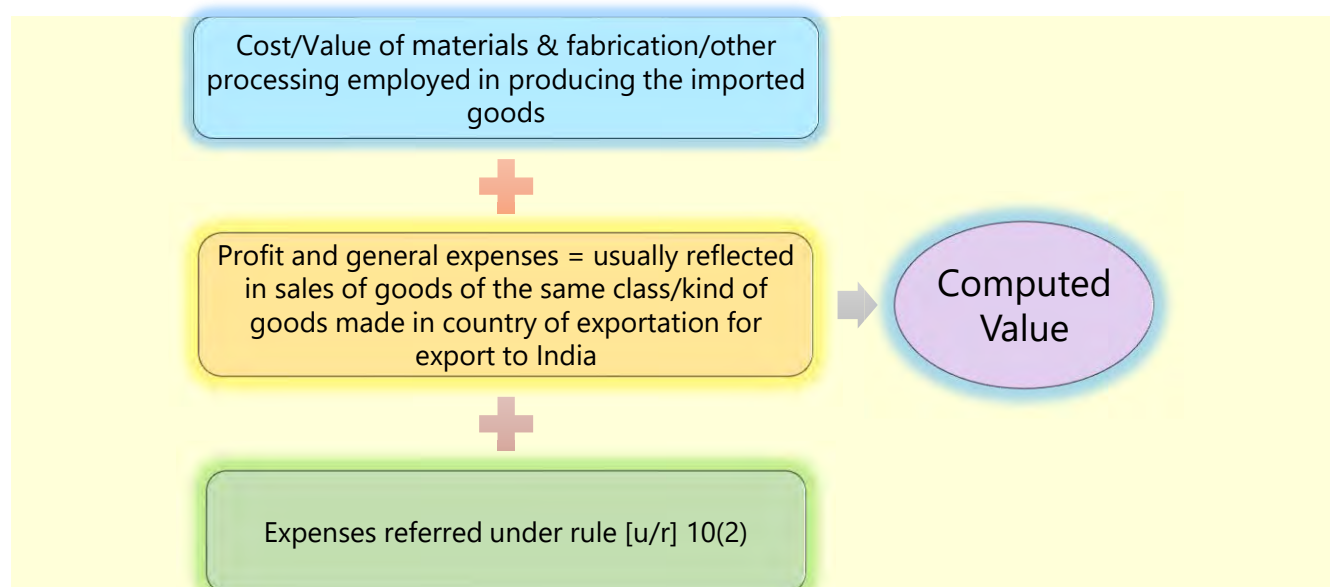 Cost/Value of materials & fabrication/other
processing employed in producing the imported
goods
Profit and general expenses = usually reflected
in sales of goods of the same class/kind of
goods made in country of exportation for
export to India
Computed
Value
Expenses referred under rule [u/r] 10(2)